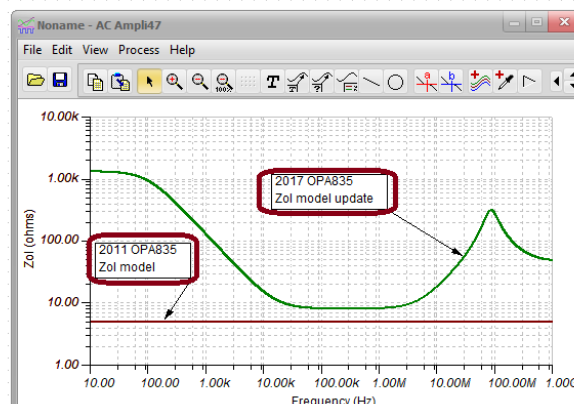 Noname - AC Ampli47
File Edit View Process Help
100%
T
a
b
10.00k
1.00k
100.00
10.00
1.00
Zol (ohms)
2017 OPA835
Zol model update
2011 OPA835
Zol model
10.00 100.00 1.00k 10.00k 100.00k 1.00M 10.00M 100.00M 1.00G
Frequency (Hz)